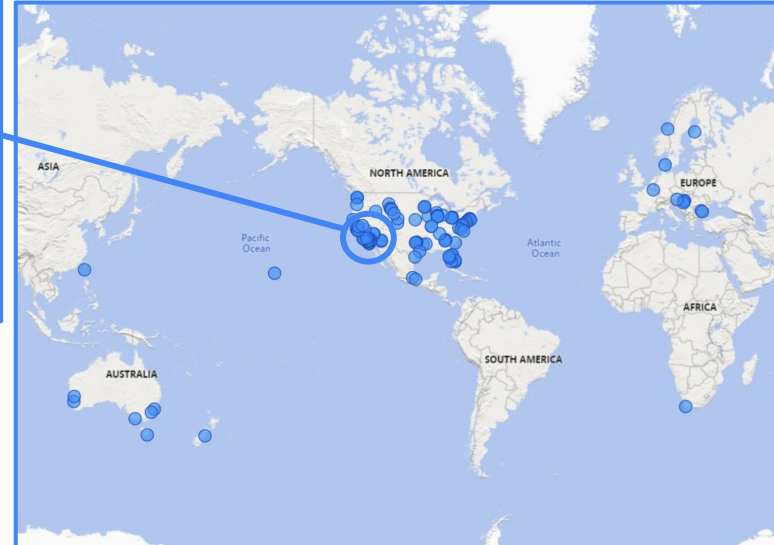 NORTH AMERICA
ASIA
EUROPE
Pacific
Ocean
Atlantic
Ocean
AFRICA
SOUTH AMERICA
AUSTRALIA